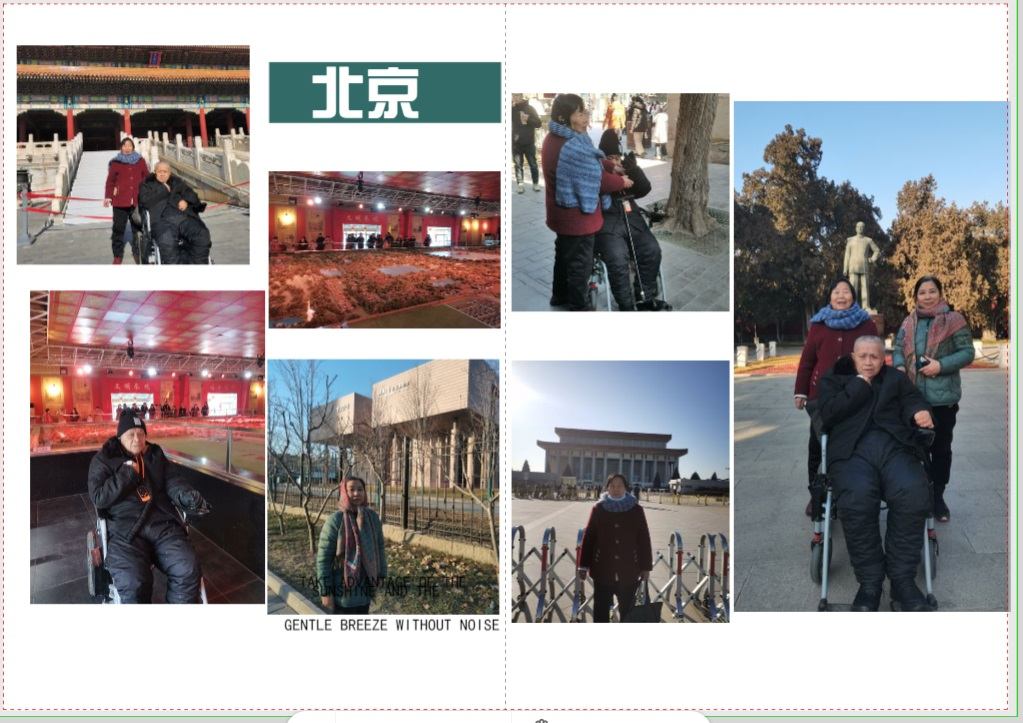 北京
TAKE ADVANTAGE OF THE
SUNSHINE AND THE
GENTLE BREEZE WITHOUT NOISE